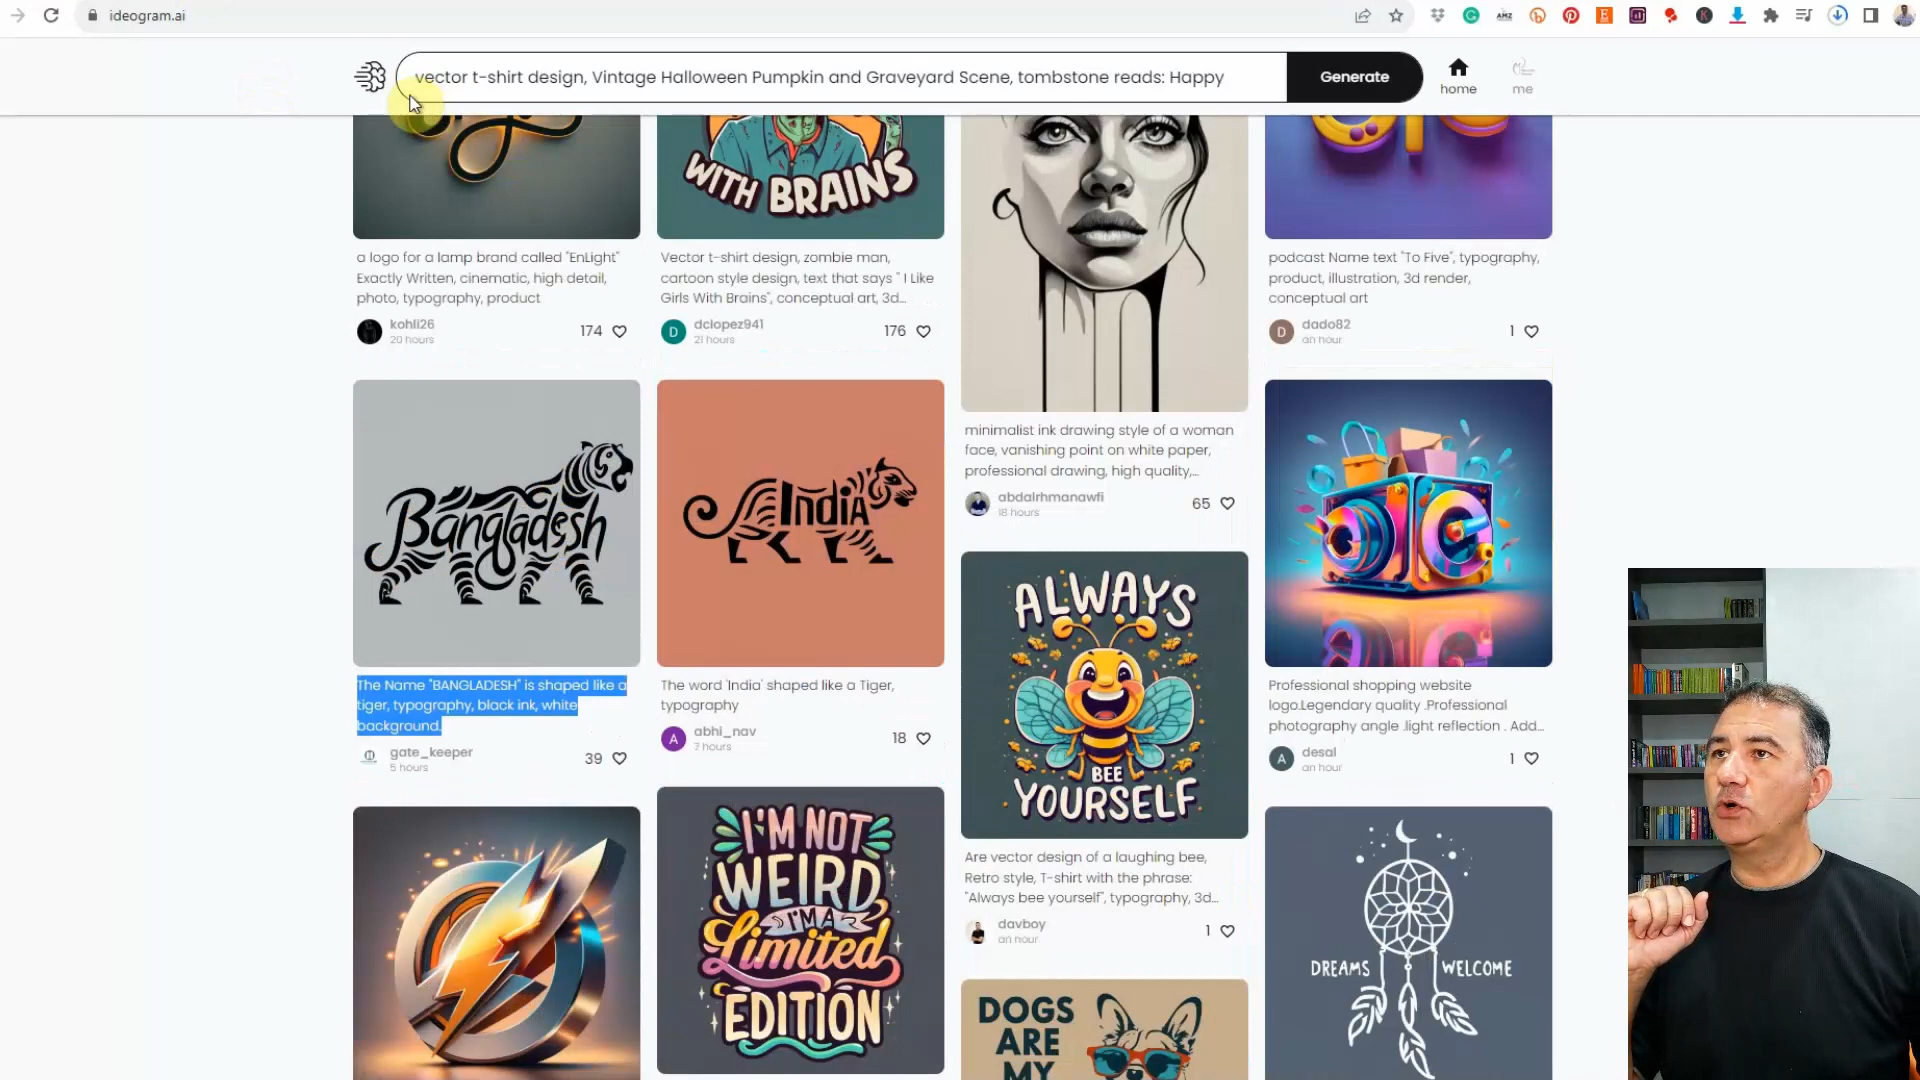 ideogram.ai
vector t-shirt design, Vintage Halloween Pumpkin and Graveyard Scene, tombstone reads: Happy
Generate
home
me
WITH BRAINS
a logo for a lamp brand called "EnLight"
Exactly Written, cinematic, high detail,
photo, typography, product
kohli26
20 hours
174
Vector t-shirt design, zombie man,
cartoon style design, text that says " I Like
Girls With Brains", conceptual art, 3d...
D
dclopez941
21 hours
176
podcast Name text "To Five", typography,
product, illustration, 3d render,
conceptual art
D
dado82
an hour
1
Bangladesh
The Name "BANGLADESH" is shaped like a
tiger, typography, black ink, white
background.
gate_keeper
5 hours
39
IndiA
The word 'India' shaped like a Tiger,
typography
A
abhi_nav
7 hours
18
minimalist ink drawing style of a woman
face, vanishing point on white paper,
professional drawing, high quality,...
abdalrhmanawfi
18 hours
65
ALWAYS
BEE
YOURSELF
Are vector design of a laughing bee,
Retro style, T-shirt with the phrase:
"Always bee yourself", typography, 3d...
davboy
an hour
1
Professional shopping website
logo.Legendary quality .Professional
photography angle .light reflection . Add...
A
desal
an hour
1
I'M NOT
WEIRD
I'M A
Limited
EDITION
DOGS
ARE
MY
DREAMS WELCOME